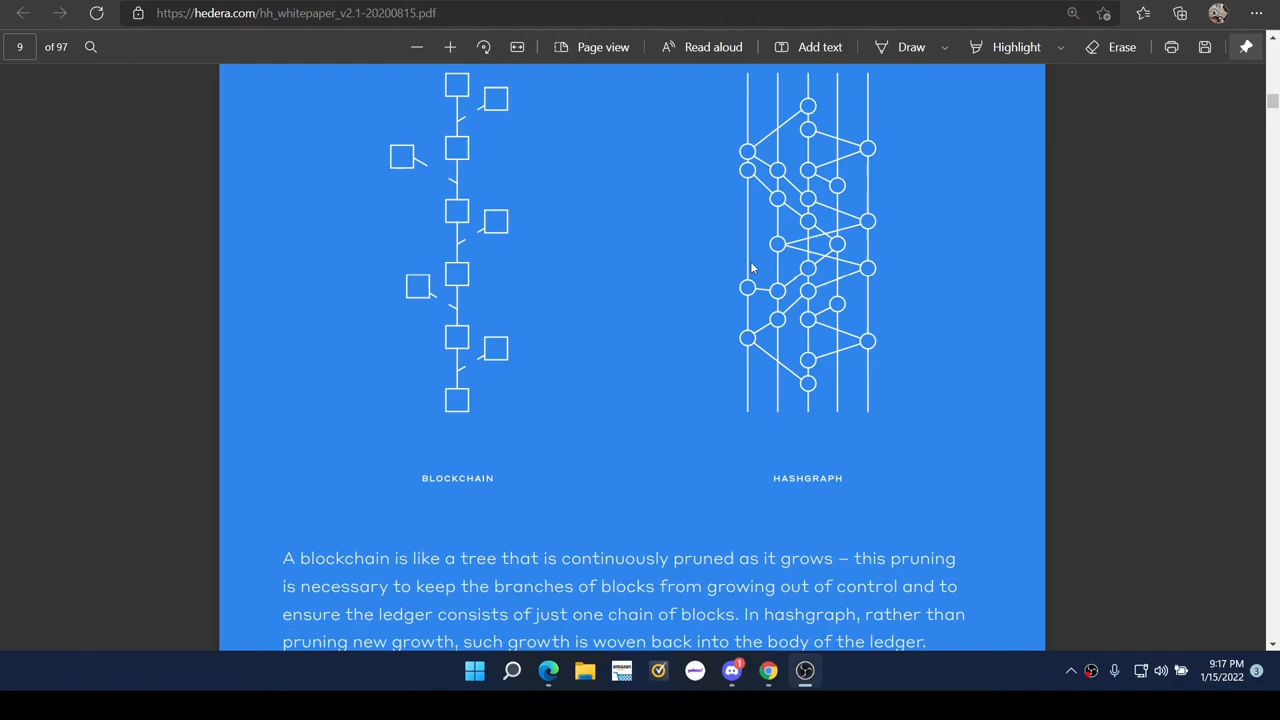 https://hedera.com/hh_whitepaper_v2.1-20200815.pdf
9 of 97 Page view Read aloud Add text Draw Highlight Erase
BLOCKCHAIN HASHGRAPH
A blockchain is like a tree that is continuously pruned as it grows – this pruning
is necessary to keep the branches of blocks from growing out of control and to
ensure the ledger consists of just one chain of blocks. In hashgraph, rather than
pruning new growth, such growth is woven back into the body of the ledger.
amazon yahoo! 1 9:17 PM
1/15/2022 3